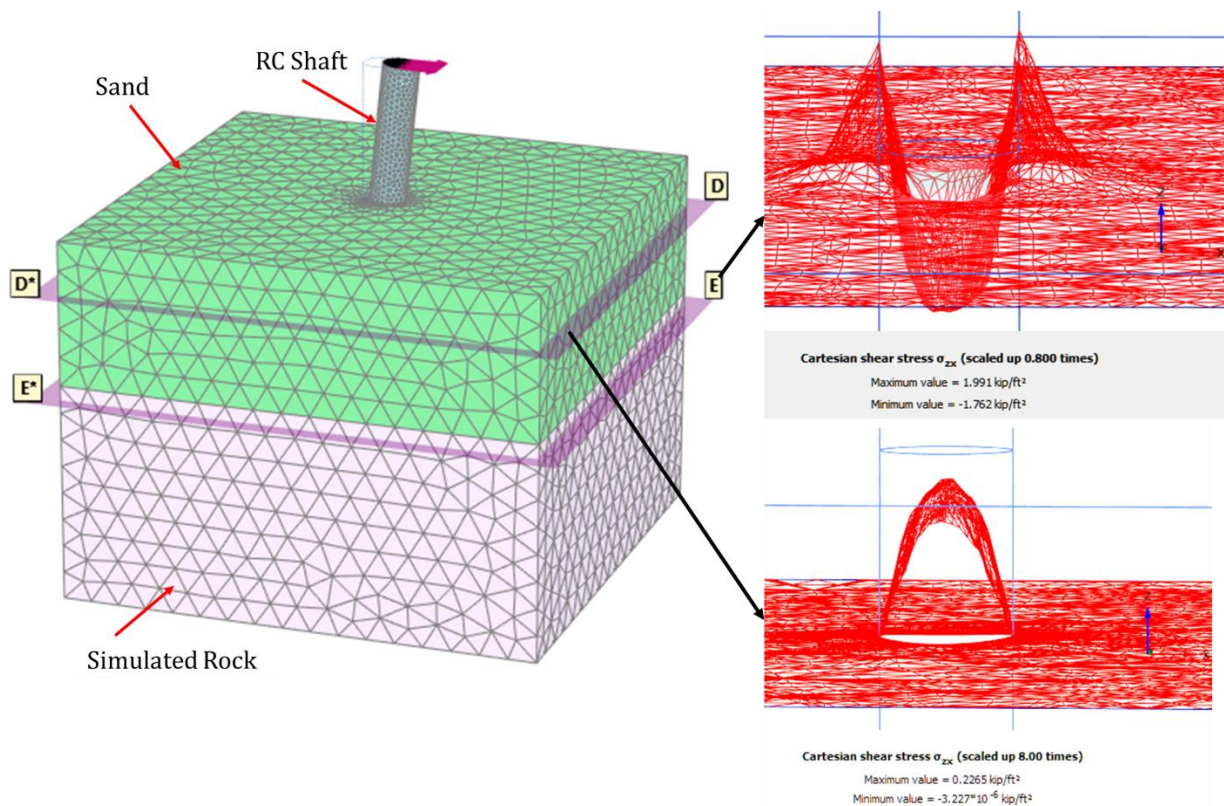 RC Shaft
Sand
D
E
D*
E*
Simulated Rock
z
x
Cartesian shear stress σzx (scaled up 0.800 times)
Maximum value = 1.991 kip/ft²
Minimum value = -1.762 kip/ft²
Z
x
Cartesian shear stress σzx (scaled up 8.00 times)
Maximum value = 0.2265 kip/ft²
Minimum value = -3.227*10⁻⁶ kip/ft²